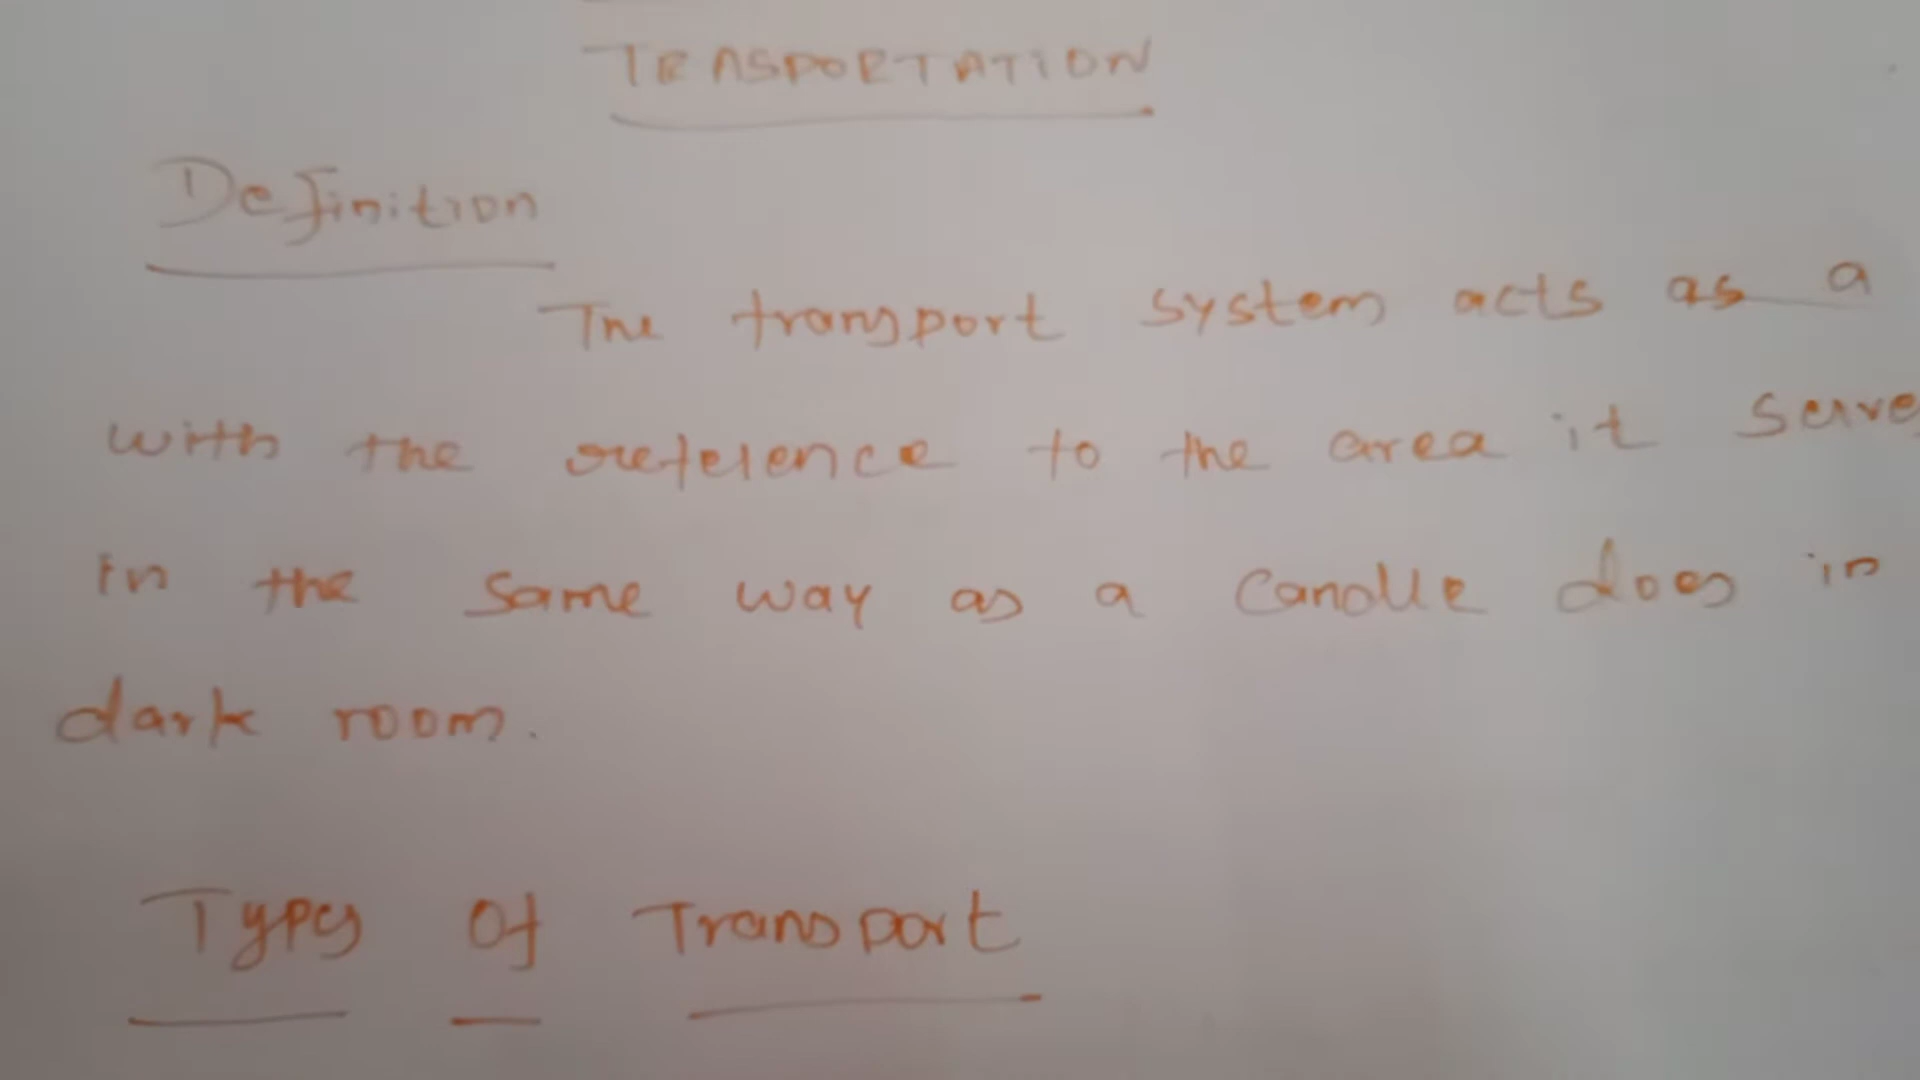 TRASPORTATION
Definition
The transport system acts as a
with the reference to the area it serve
in the same way as a candle does in
dark room.
Types Of Transport